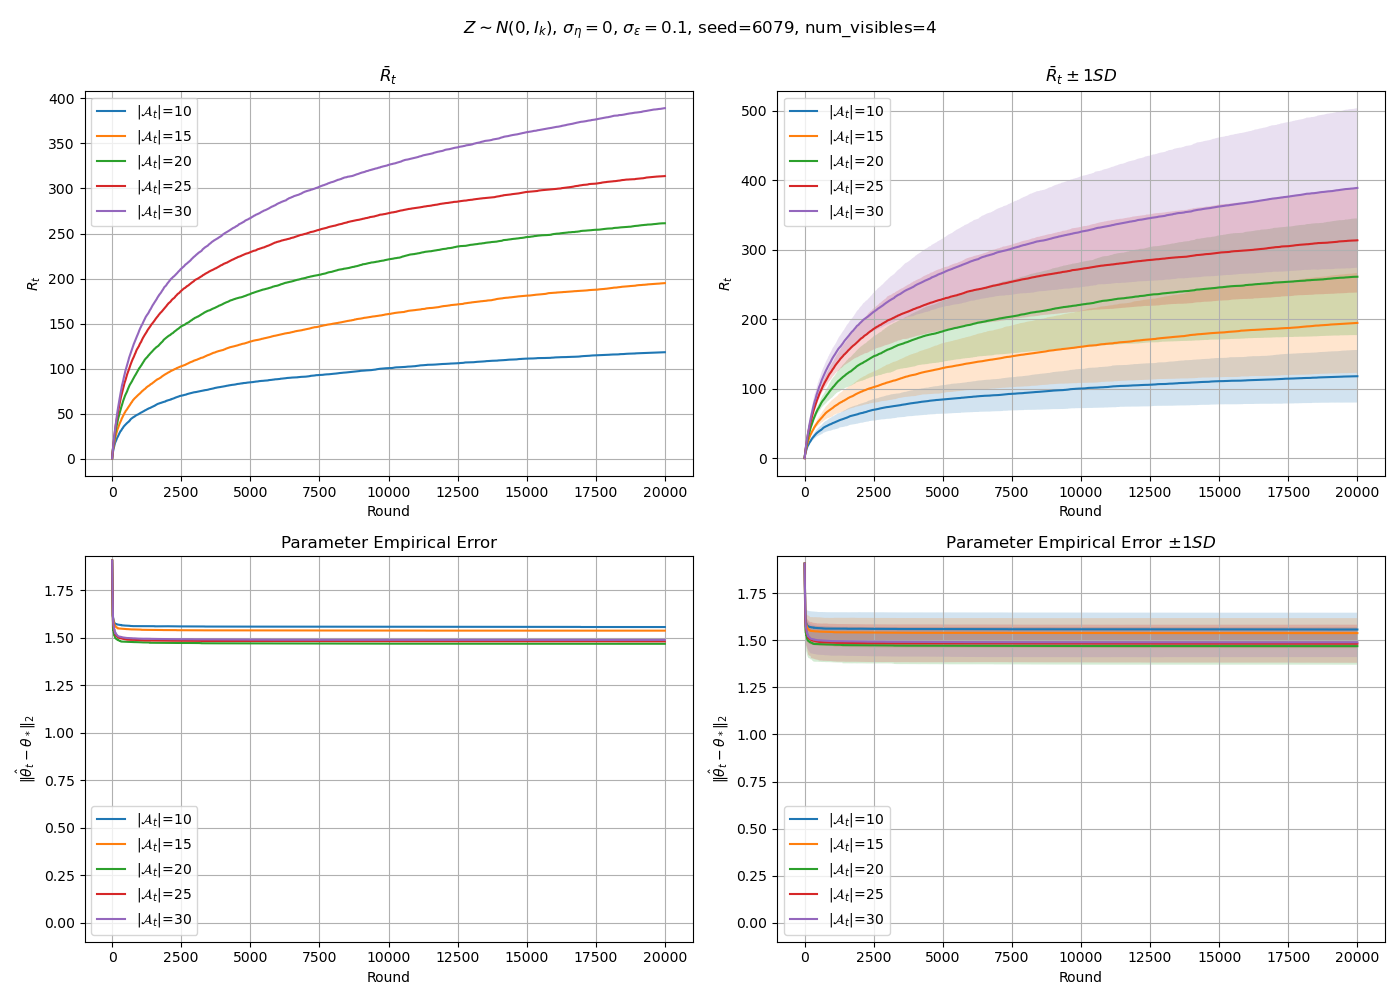 Z ∼ N(0, I_k), σ_η = 0, σ_ε = 0.1, seed=6079, num_visibles=4
R̄_t
R_t
400
350
300
250
200
150
100
50
0
|𝒜_t|=10
|𝒜_t|=15
|𝒜_t|=20
|𝒜_t|=25
|𝒜_t|=30
0 2500 5000 7500 10000 12500 15000 17500 20000
Round
R̄_t ± 1SD
R_t
500
400
300
200
100
0
|𝒜_t|=10
|𝒜_t|=15
|𝒜_t|=20
|𝒜_t|=25
|𝒜_t|=30
0 2500 5000 7500 10000 12500 15000 17500 20000
Round
Parameter Empirical Error
‖θ̂_t − θ_*‖_2
1.75
1.50
1.25
1.00
0.75
0.50
0.25
0.00
|𝒜_t|=10
|𝒜_t|=15
|𝒜_t|=20
|𝒜_t|=25
|𝒜_t|=30
0 2500 5000 7500 10000 12500 15000 17500 20000
Round
Parameter Empirical Error ±1SD
‖θ̂_t − θ_*‖_2
1.75
1.50
1.25
1.00
0.75
0.50
0.25
0.00
|𝒜_t|=10
|𝒜_t|=15
|𝒜_t|=20
|𝒜_t|=25
|𝒜_t|=30
0 2500 5000 7500 10000 12500 15000 17500 20000
Round